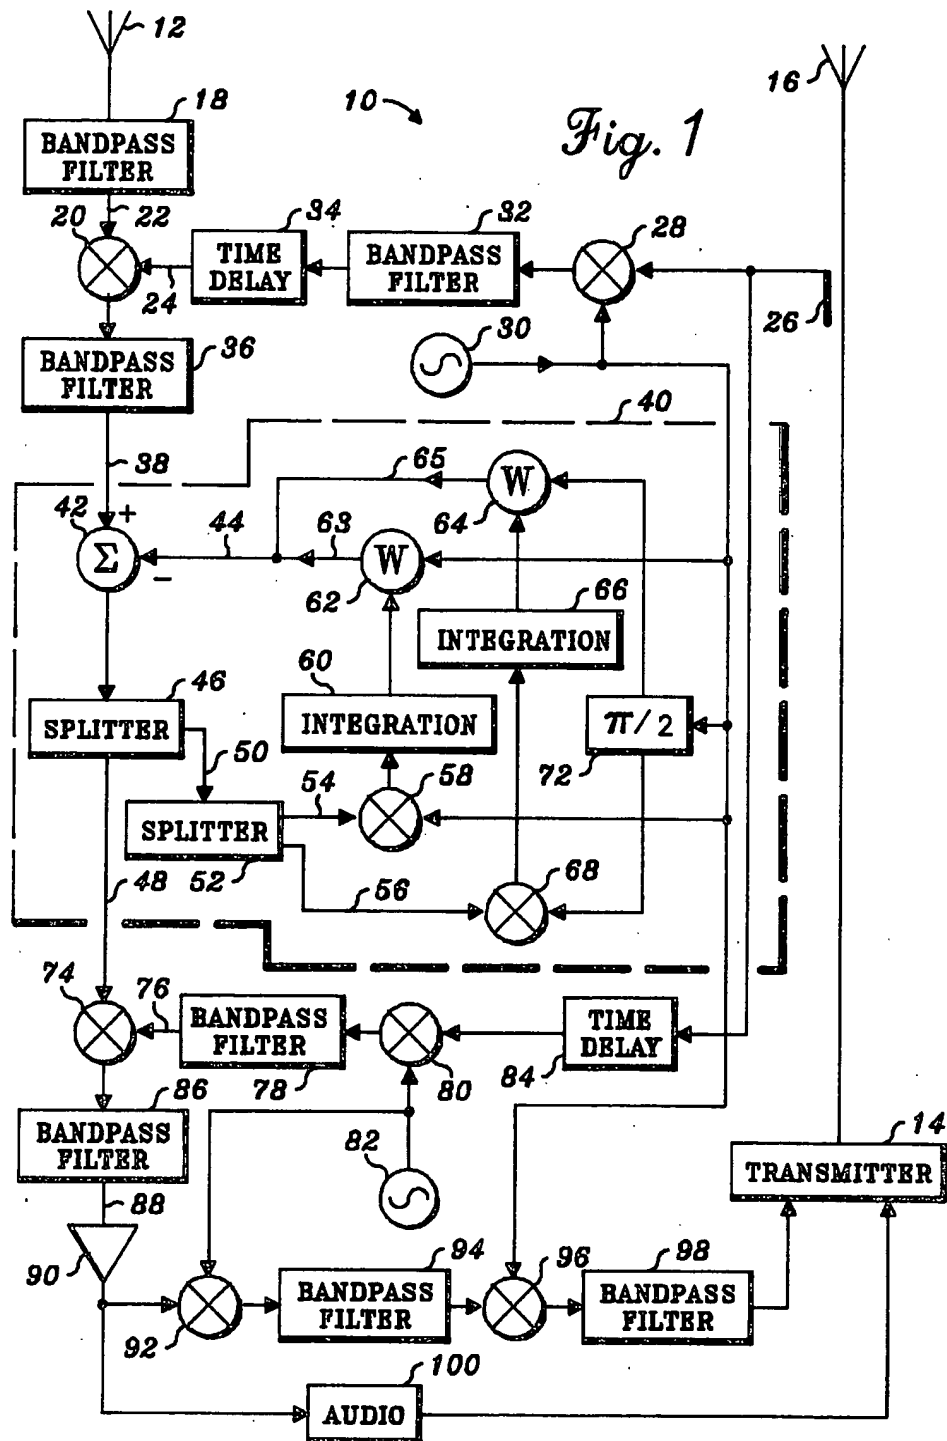 12
16
18
10
Fig. 1
BANDPASS
FILTER
20
22
34
32
28
TIME
DELAY
BANDPASS
FILTER
24
26
30
36
BANDPASS
FILTER
40
38
65
W
64
42
+
44
63
Σ
−
W
62
66
INTEGRATION
60
46
INTEGRATION
SPLITTER
π/2
50
72
54
58
SPLITTER
52
68
48
56
74
76
BANDPASS
FILTER
TIME
DELAY
78
80
84
86
BANDPASS
FILTER
82
14
TRANSMITTER
88
90
94
96
98
BANDPASS
FILTER
BANDPASS
FILTER
92
100
AUDIO